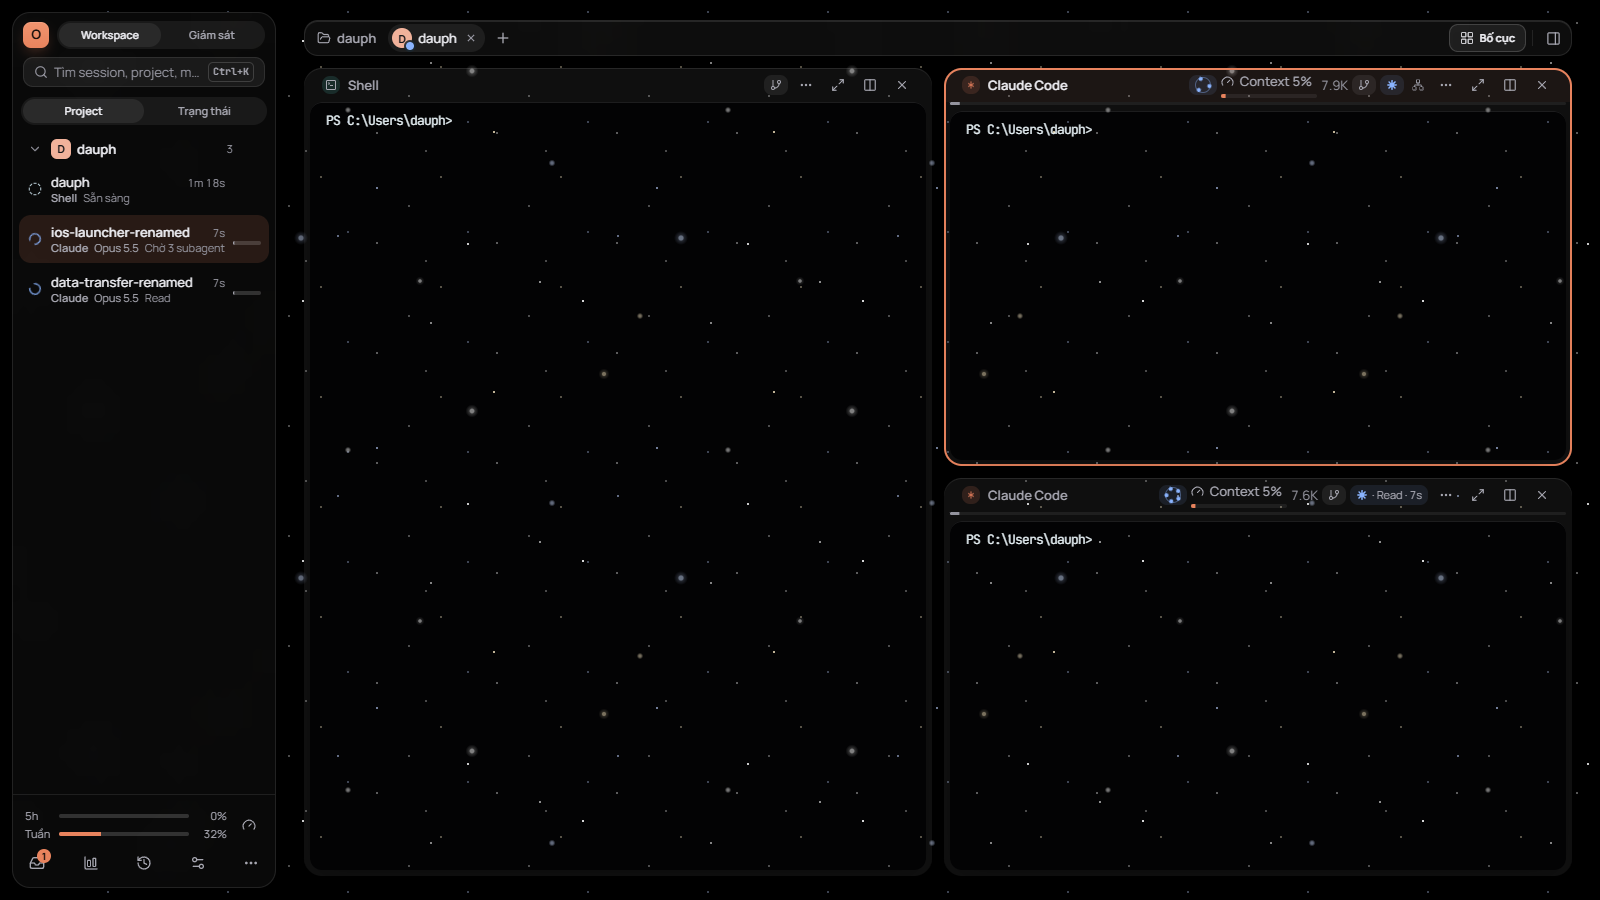 O Workspace Giám sát
Tìm session, project, m... Ctrl+K
Project Trạng thái
D dauph 3
dauph 1m 18s
Shell Sẵn sàng
ios-launcher-renamed 7s
Claude Opus 5.5 Chờ 3 subagent
data-transfer-renamed 7s
Claude Opus 5.5 Read
5h 0%
Tuần 32%
1
dauph D dauph
Bố cục
Shell
PS C:\Users\dauph>
Claude Code Context 5% 7.9K
PS C:\Users\dauph>
Claude Code Context 5% 7.6K · Read · 7s
PS C:\Users\dauph>